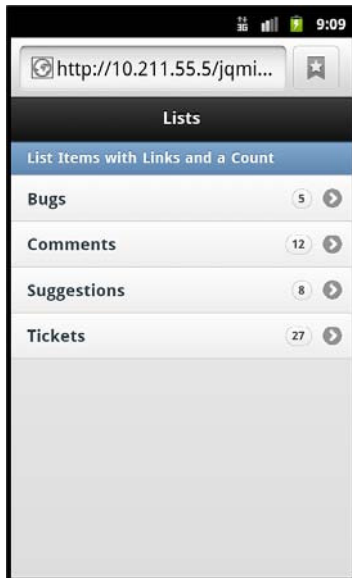 3G 9:09
http://10.211.55.5/jqmi...
Lists
List Items with Links and a Count
Bugs 5
Comments 12
Suggestions 8
Tickets 27